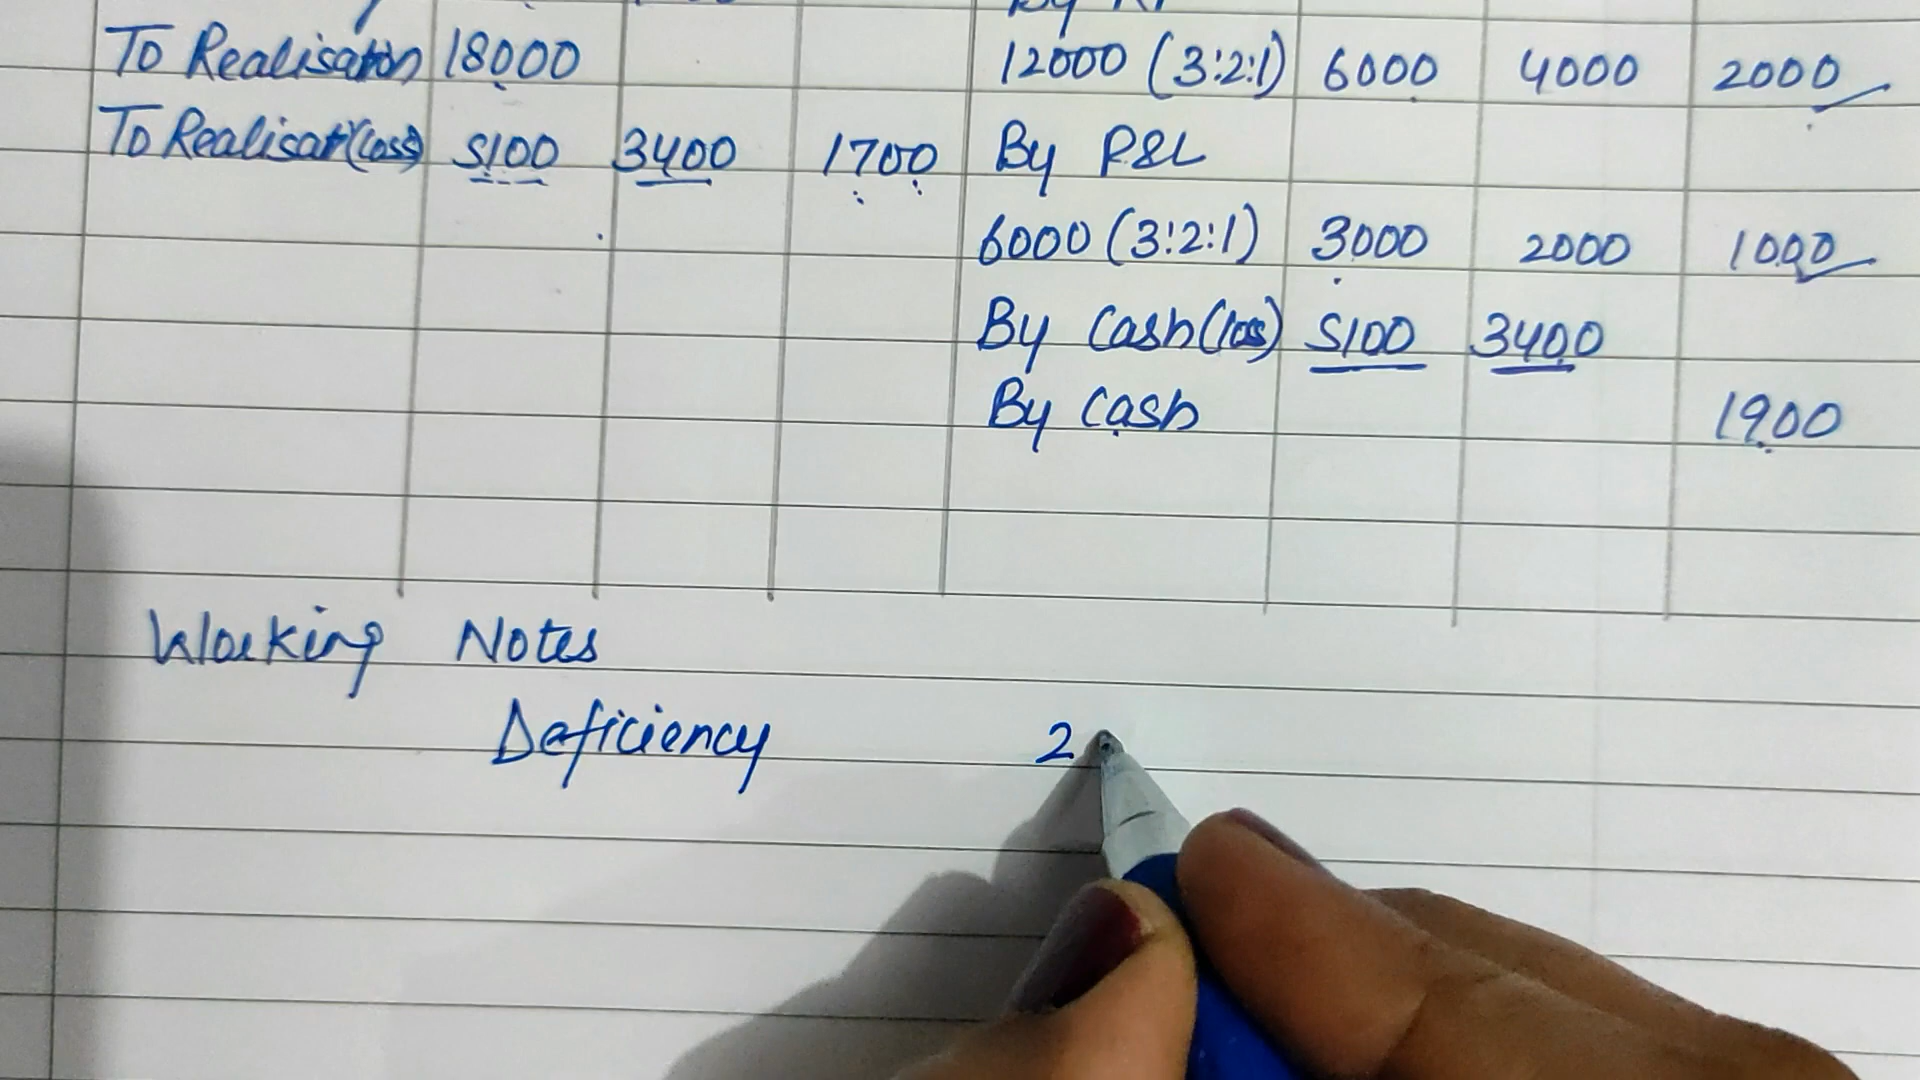 To Realisation 18000 12000 (3:2:1) 6000 4000 2000
To Realisat(loss) 5100 3400 1700 By P&L
6000 (3:2:1) 3000 2000 1000
By Cash (loss) 5100 3400
By Cash 1900
Working Notes
Deficiency 2